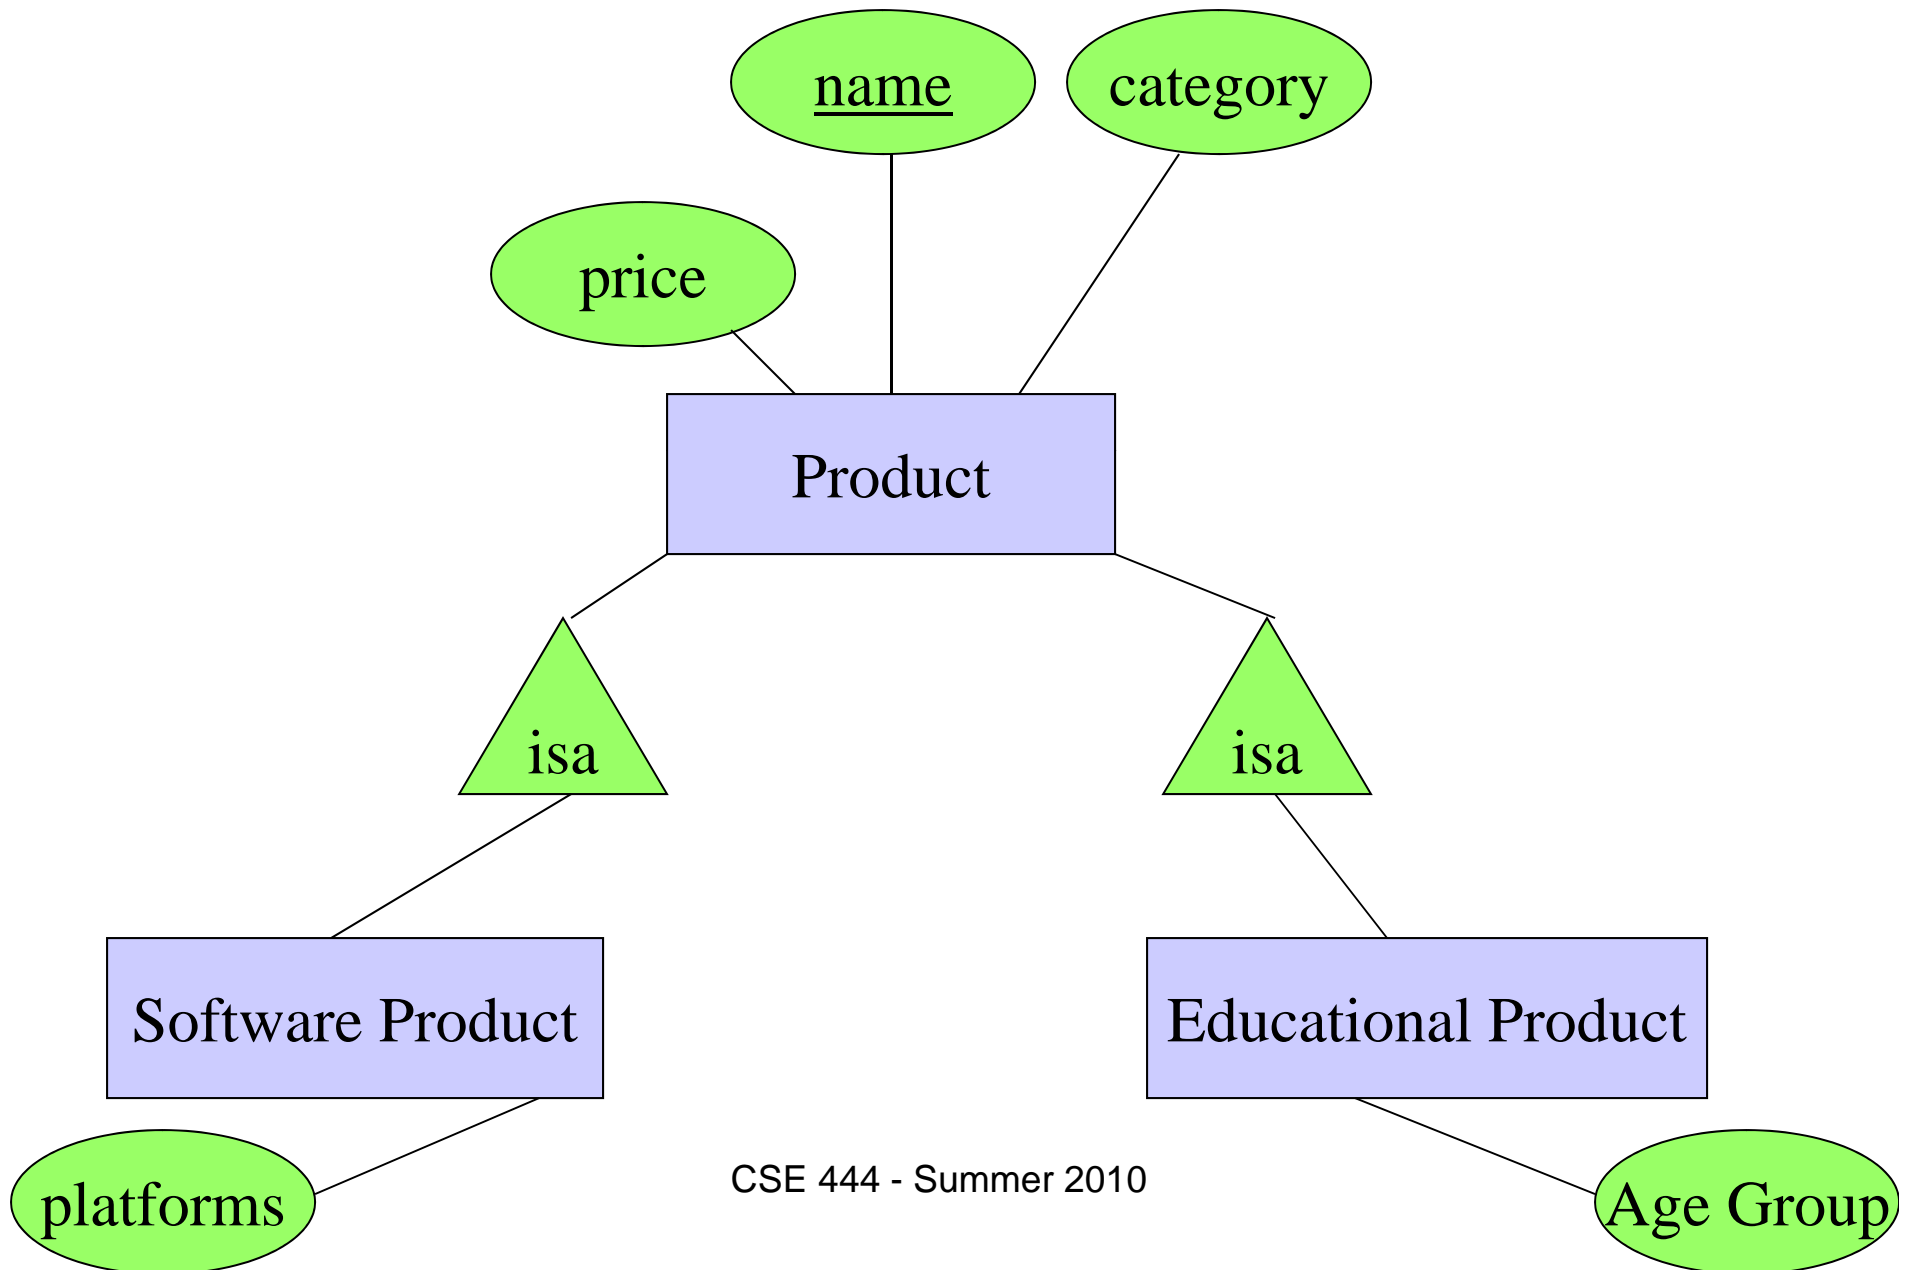 name
category
price
Product
isa
isa
Software Product
Educational Product
platforms
CSE 444 - Summer 2010
Age Group